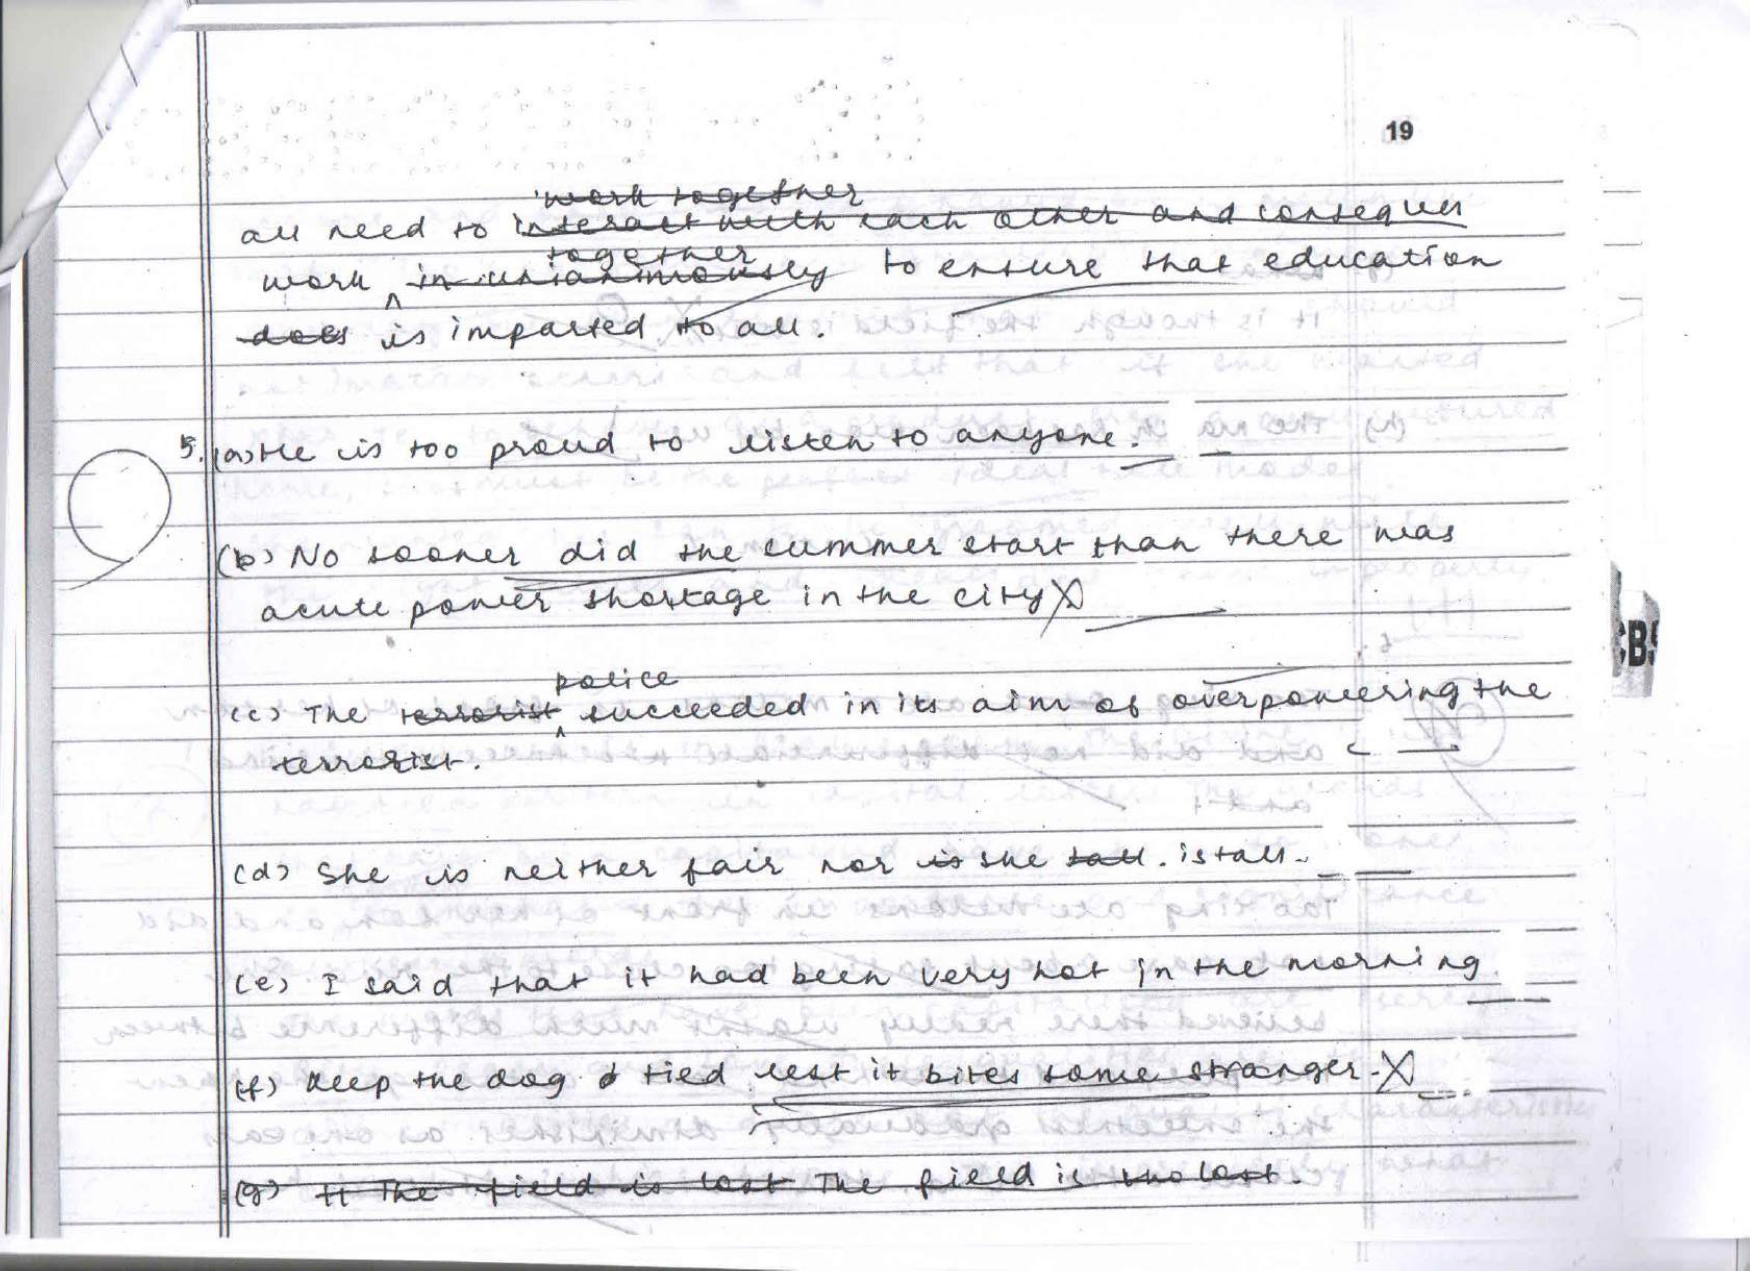 19
work together
all need to interact with each other and consequen
together
work in unianimously to ensure that education
does is imparted to all.
5. (a) He is too proud to listen to anyone.
(b) No sooner did the summer start than there was
acute power shortage in the city
police
(c) The terrorist succeeded in its aim of overpowering the
terrorist.
(d) She is neither fair nor is she tall. is tall.
(e) I said that it had been very hot in the morning.
(f) Keep the dog tied lest it bites some stranger.
(g) It The field is lost The field is lost.
CBS